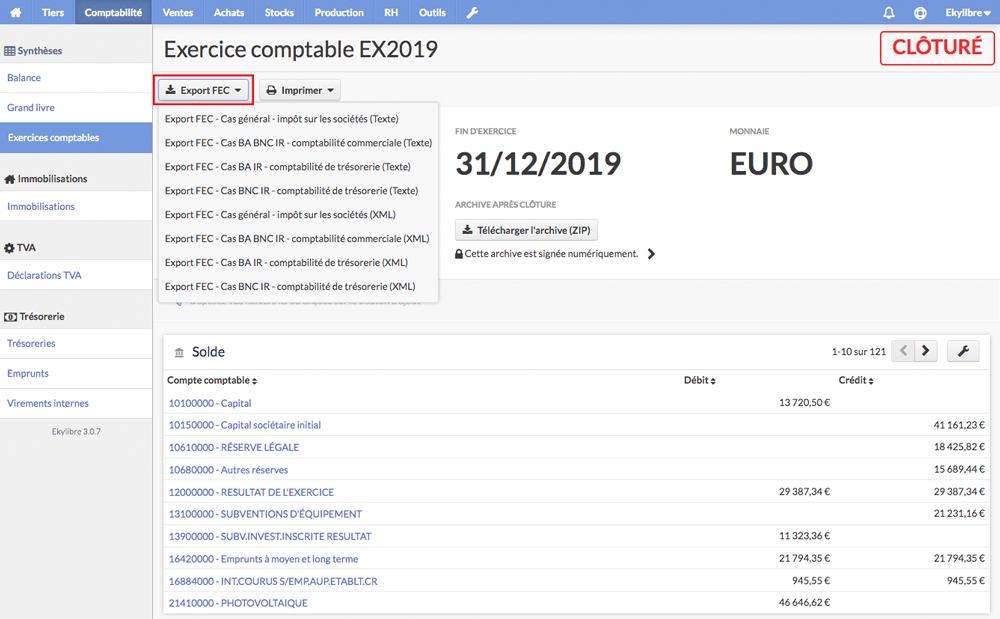 Tiers Comptabilité Ventes Achats Stocks Production RH Outils Ekylibre
Synthèses
Balance
Grand livre
Exercices comptables
Immobilisations
Immobilisations
TVA
Déclarations TVA
Trésorerie
Trésoreries
Emprunts
Virements internes
Ekylibre 3.0.7
Exercice comptable EX2019
CLÔTURÉ
Export FEC Imprimer
Export FEC - Cas général - impôt sur les sociétés (Texte)
Export FEC - Cas BA BNC IR - comptabilité commerciale (Texte)
Export FEC - Cas BA IR - comptabilité de trésorerie (Texte)
Export FEC - Cas BNC IR - comptabilité de trésorerie (Texte)
Export FEC - Cas général - impôt sur les sociétés (XML)
Export FEC - Cas BA BNC IR - comptabilité commerciale (XML)
Export FEC - Cas BA IR - comptabilité de trésorerie (XML)
Export FEC - Cas BNC IR - comptabilité de trésorerie (XML)
FIN D'EXERCICE
31/12/2019
MONNAIE
EURO
ARCHIVE APRÈS CLÔTURE
Télécharger l'archive (ZIP)
Cette archive est signée numériquement.
Solde
1-10 sur 121
Compte comptable Débit Crédit
10100000 - Capital 13 720,50 €
10150000 - Capital sociétaire initial 41 161,23 €
10610000 - RÉSERVE LÉGALE 18 425,82 €
10680000 - Autres réserves 15 689,44 €
12000000 - RESULTAT DE L'EXERCICE 29 387,34 € 29 387,34 €
13100000 - SUBVENTIONS D'ÉQUIPEMENT 21 231,16 €
13900000 - SUBV.INVEST.INSCRITE RESULTAT 11 323,36 €
16420000 - Emprunts à moyen et long terme 21 794,35 € 21 794,35 €
16884000 - INT.COURUS S/EMP.AUP.ETABLT.CR 945,55 € 945,55 €
21410000 - PHOTOVOLTAIQUE 46 646,62 €